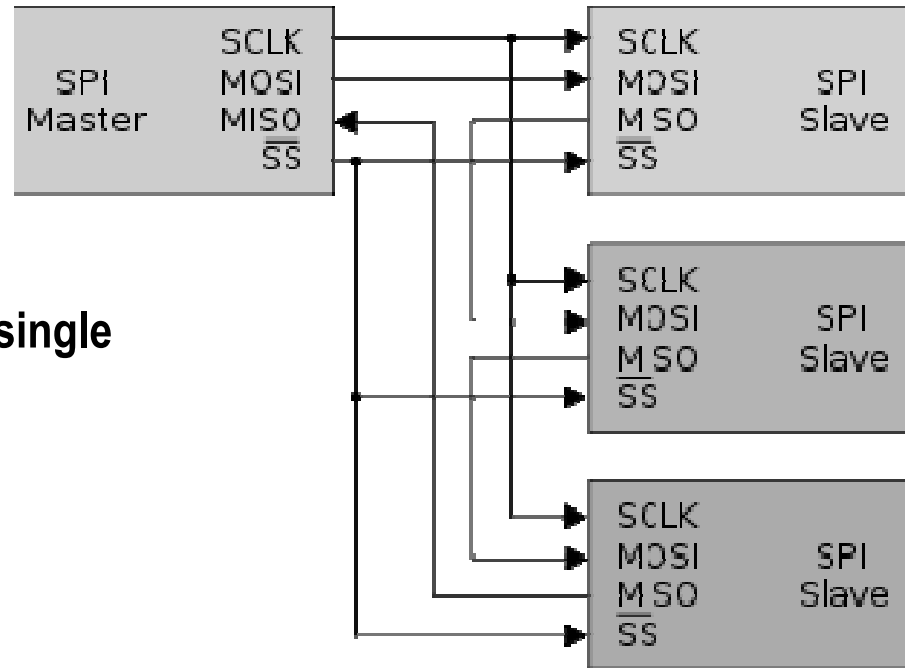 SCLK
SPI MOSI
Master MISO
SS
SCLK
MOSI SPI
MISO Slave
SS
single
SCLK
MOSI SPI
MISO Slave
SS
SCLK
MOSI SPI
MISO Slave
SS